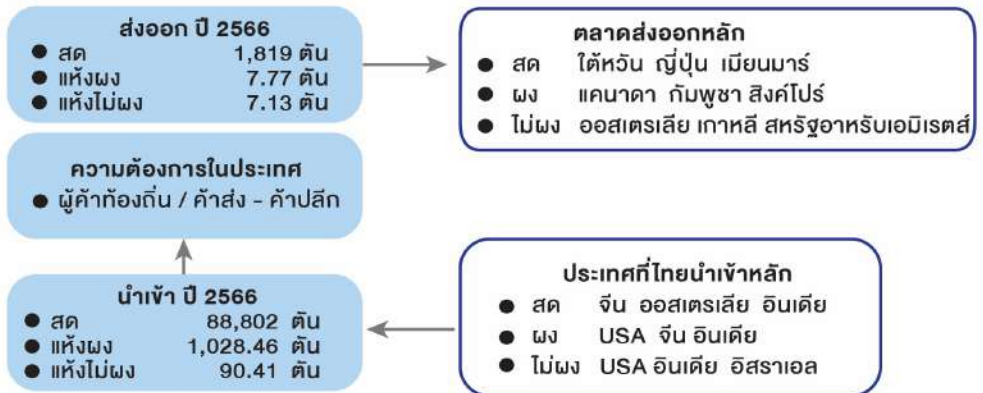 ส่งออก ปี 2566
● สด 1,819 ตัน
● แห้งผง 7.77 ตัน
● แห้งไม่ผง 7.13 ตัน
ตลาดส่งออกหลัก
● สด ใต้หวัน ญี่ปุ่น เมียนมาร์
● ผง แคนาดา กัมพูชา สิงค์โปร์
● ไม่ผง ออสเตรเลีย เกาหลี สหรัฐอาหรับเอมิเรตส์
ความต้องการในประเทศ
● ผู้ค้าท้องถิ่น / ค้าส่ง - ค้าปลีก
นำเข้า ปี 2566
● สด 88,802 ตัน
● แห้งผง 1,028.46 ตัน
● แห้งไม่ผง 90.41 ตัน
ประเทศที่ไทยนำเข้าหลัก
● สด จีน ออสเตรเลีย อินเดีย
● ผง USA จีน อินเดีย
● ไม่ผง USA อินเดีย อิสราเอล